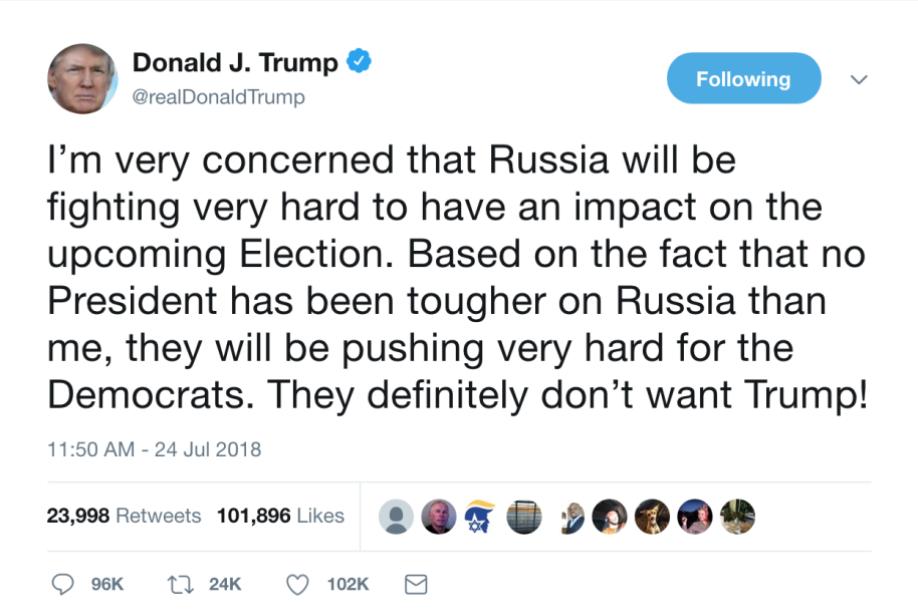 Donald J. Trump
@realDonaldTrump
Following
I’m very concerned that Russia will be
fighting very hard to have an impact on the
upcoming Election. Based on the fact that no
President has been tougher on Russia than
me, they will be pushing very hard for the
Democrats. They definitely don’t want Trump!
11:50 AM - 24 Jul 2018
23,998 Retweets 101,896 Likes
96K 24K 102K